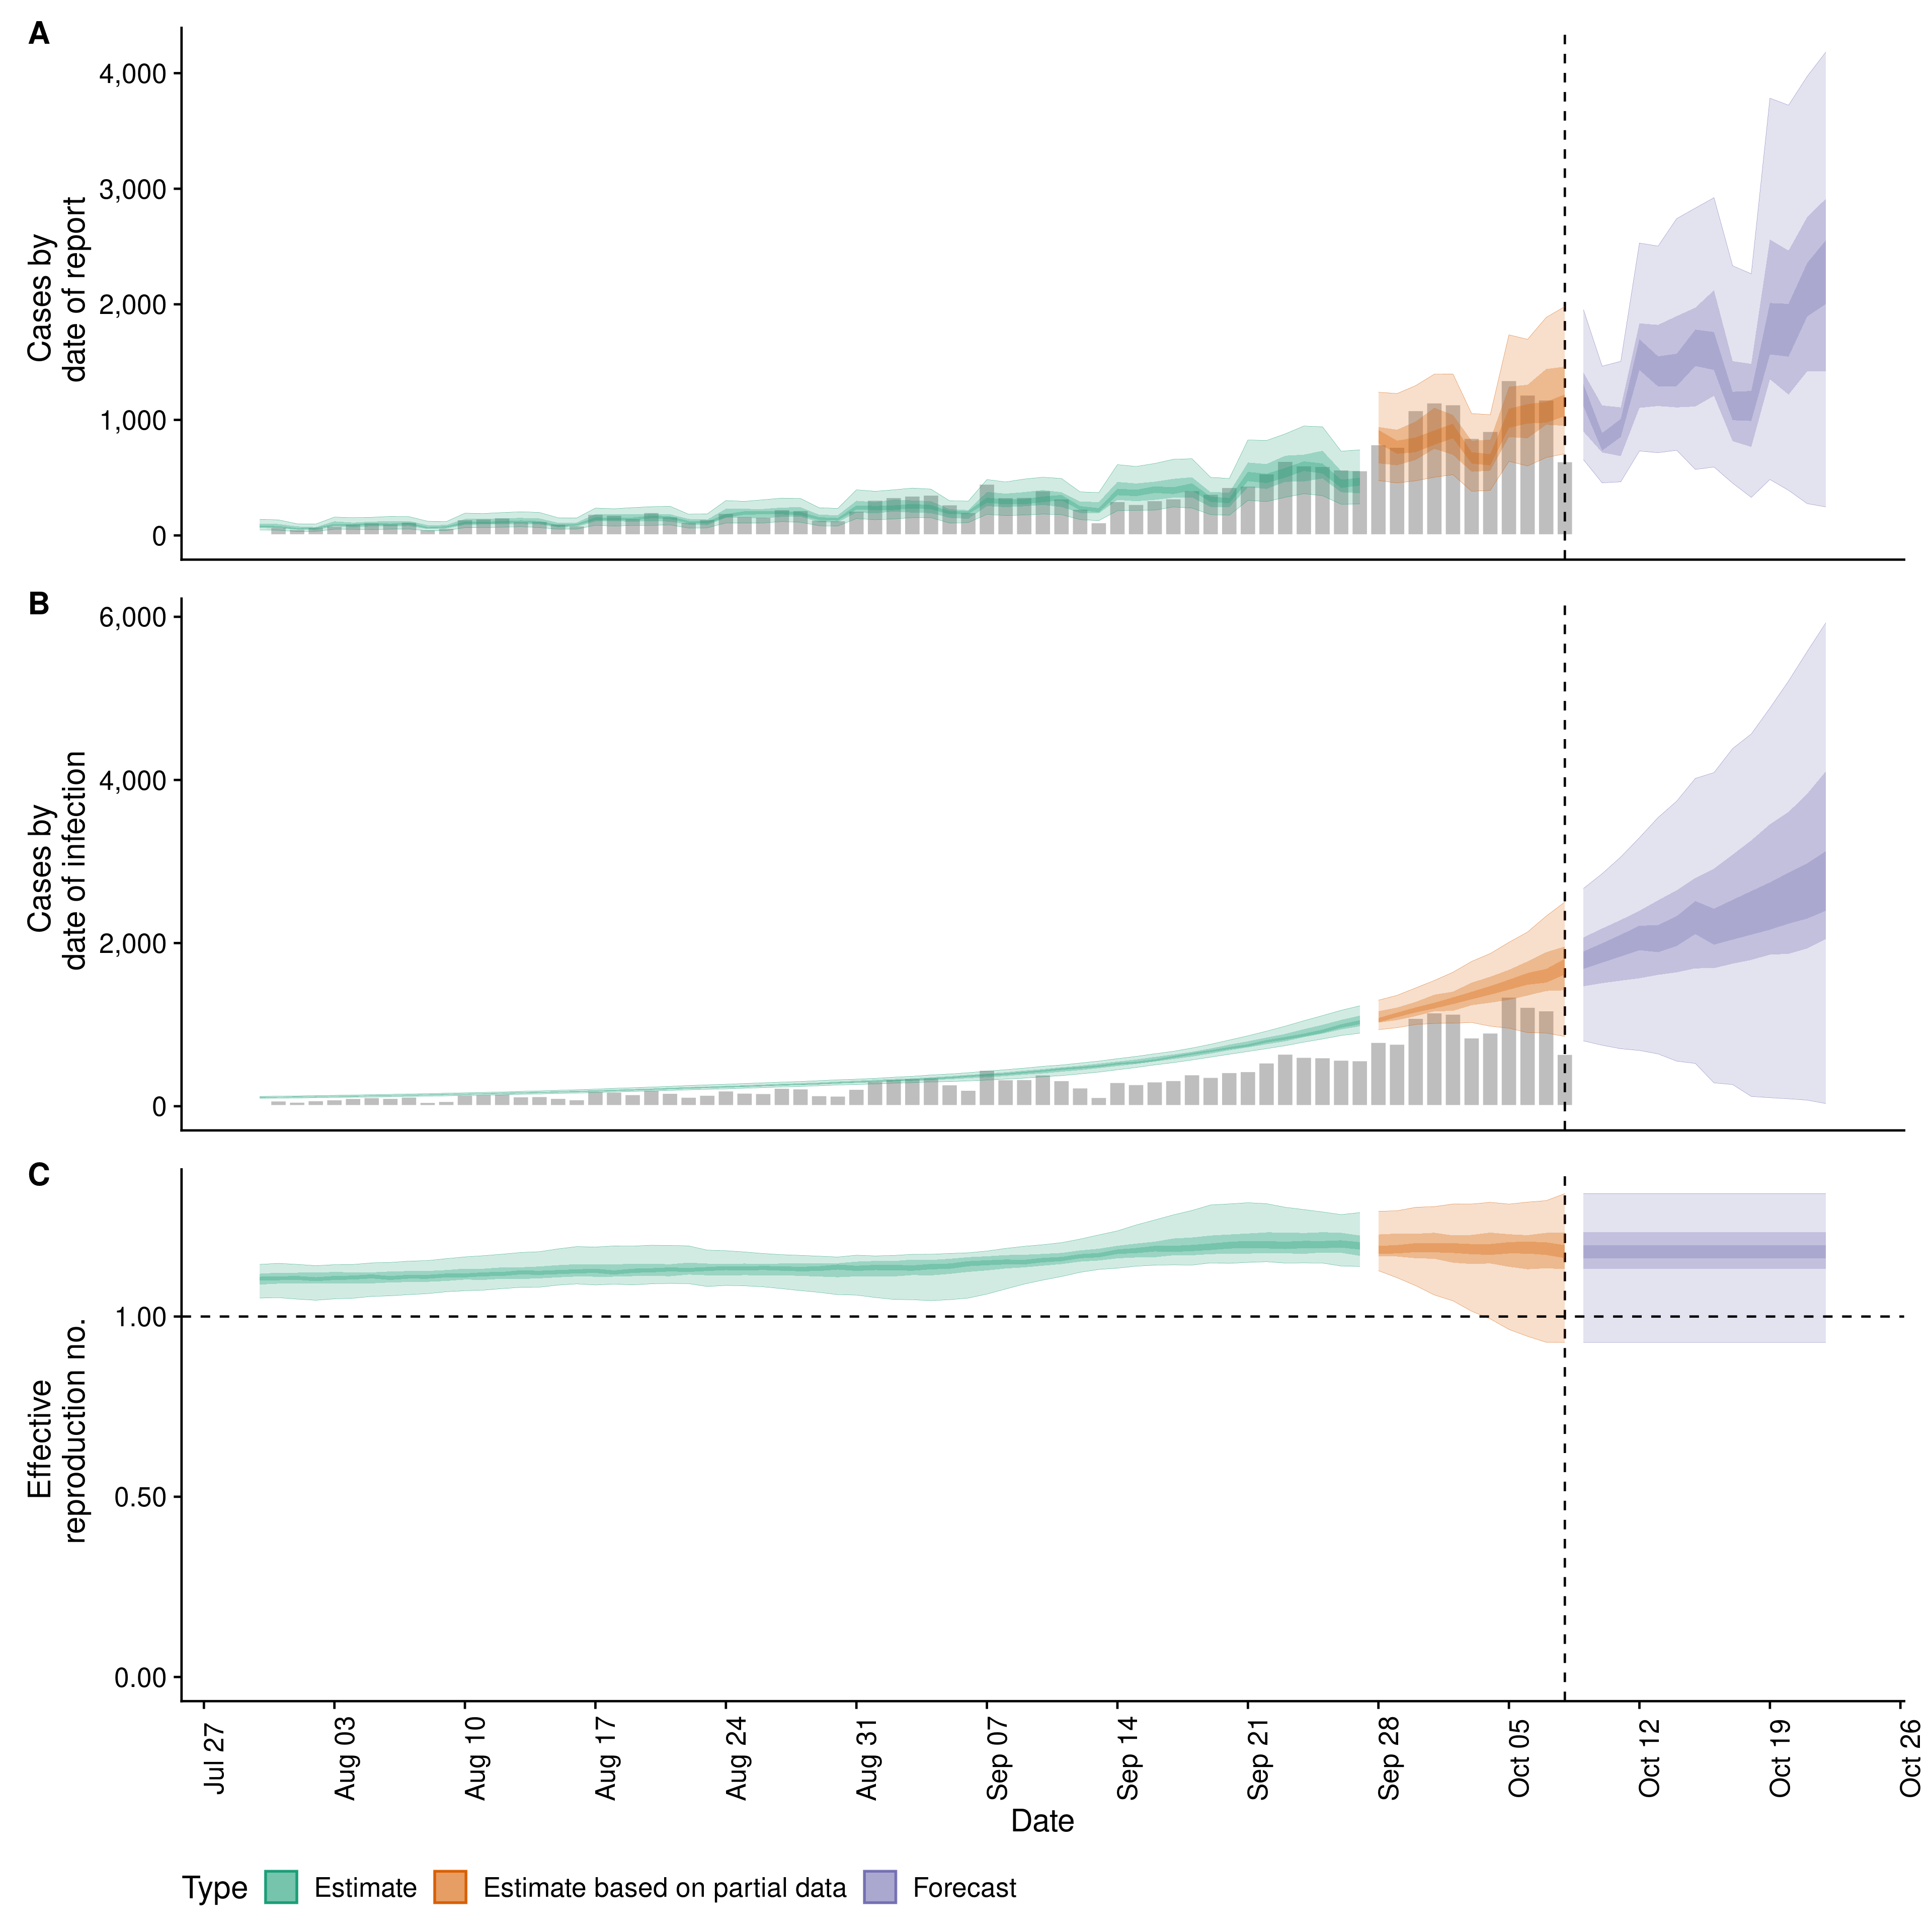 A
Cases by
date of report
4,000
3,000
2,000
1,000
0
B
Cases by
date of infection
6,000
4,000
2,000
0
C
Effective
reproduction no.
1.00
0.50
0.00
Jul 27
Aug 03
Aug 10
Aug 17
Aug 24
Aug 31
Sep 07
Sep 14
Sep 21
Sep 28
Oct 05
Oct 12
Oct 19
Oct 26
Date
Type Estimate Estimate based on partial data Forecast